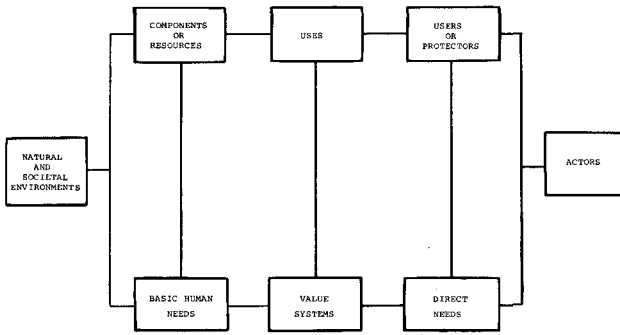 COMPONENTS
OR
RESOURCES
USES
USERS
OR
PROTECTORS
NATURAL
AND
SOCIETAL
ENVIRONMENTS
ACTORS
BASIC HUMAN
NEEDS
VALUE
SYSTEMS
DIRECT
NEEDS